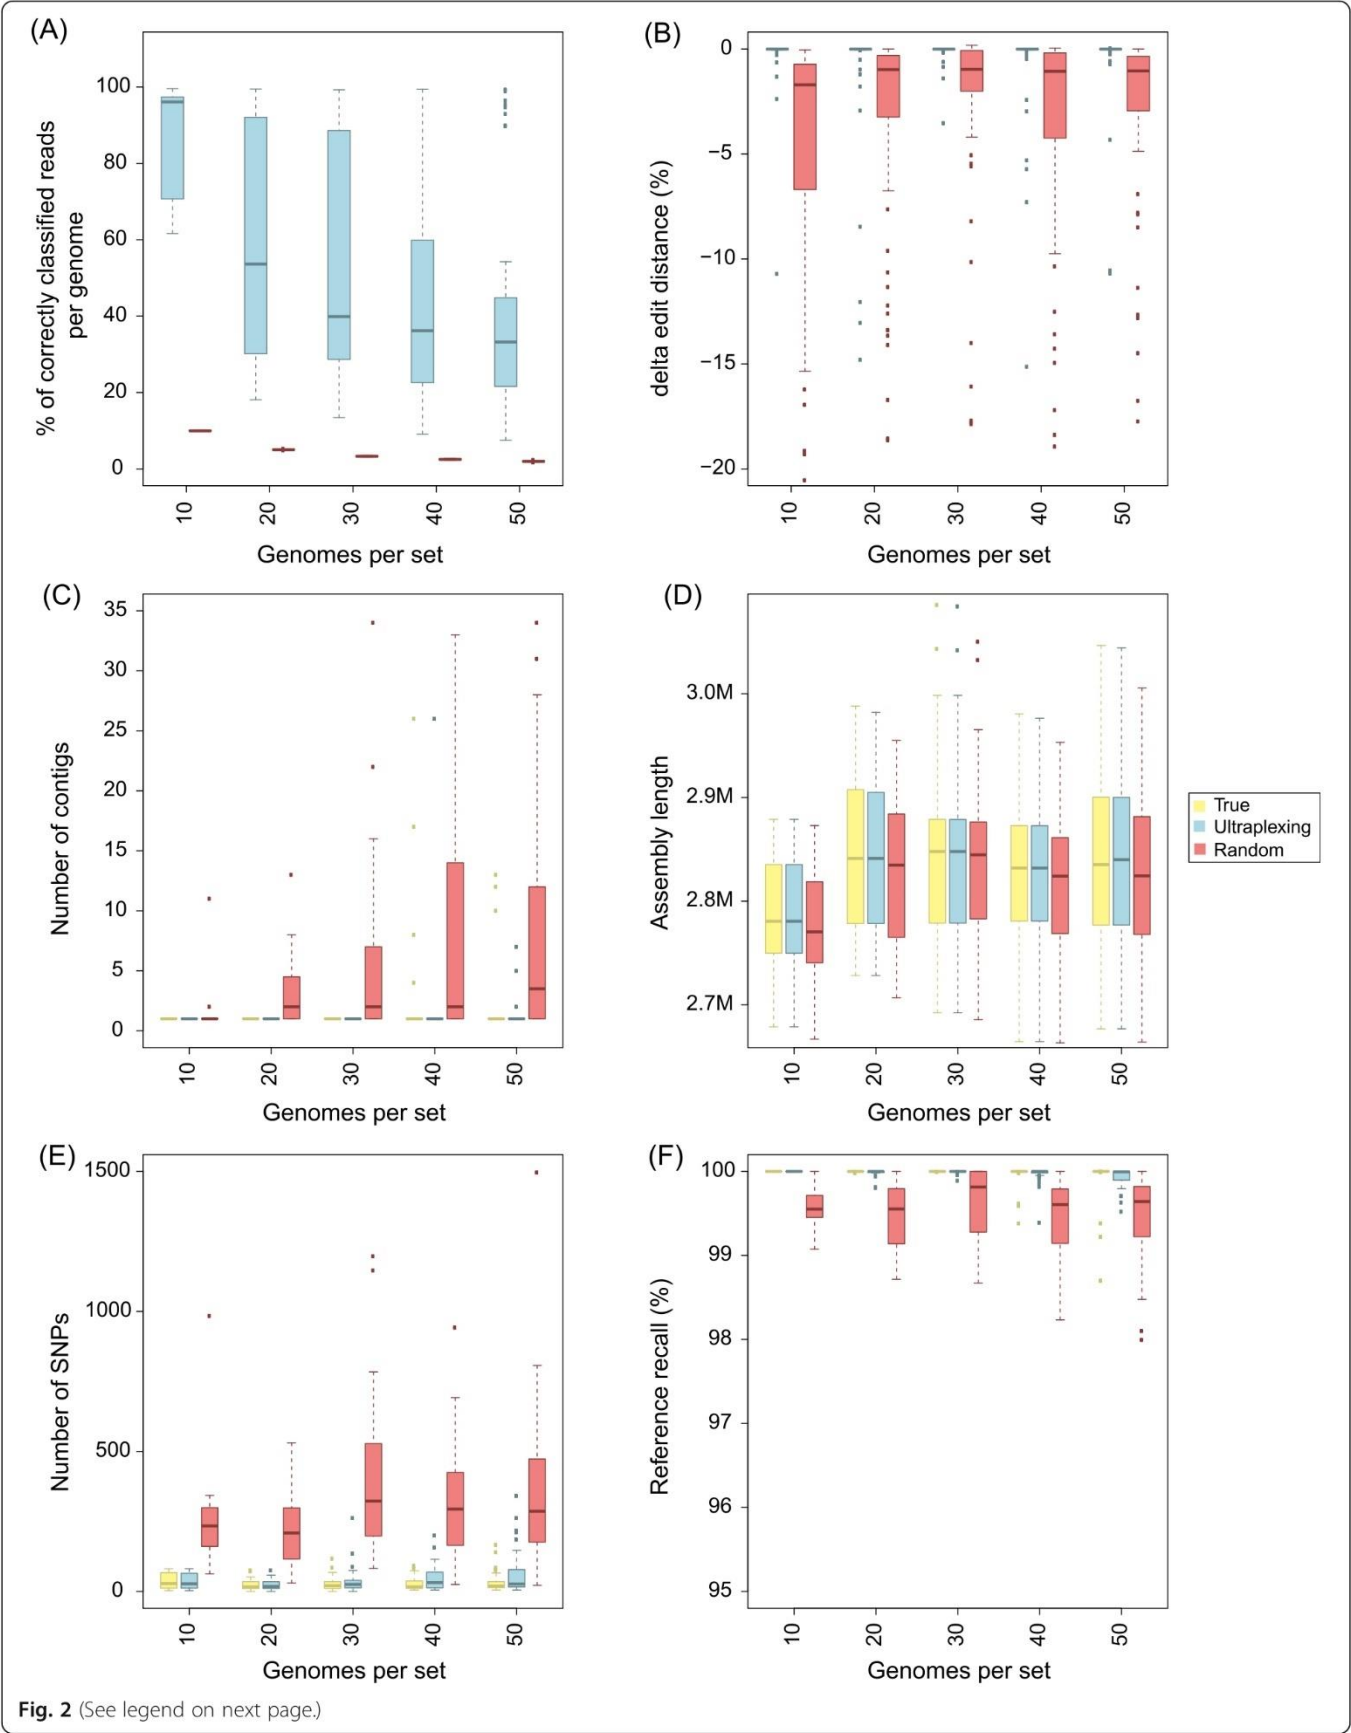 (A)
% of correctly classified reads
per genome
100
80
60
40
20
0
10 20 30 40 50
Genomes per set
(B)
delta edit distance (%)
0
−5
−10
−15
−20
10 20 30 40 50
Genomes per set
(C)
Number of contigs
35
30
25
20
15
10
5
0
10 20 30 40 50
Genomes per set
(D)
Assembly length
3.0M
2.9M
2.8M
2.7M
10 20 30 40 50
Genomes per set
True
Ultraplexing
Random
(E)
Number of SNPs
1500
1000
500
0
10 20 30 40 50
Genomes per set
(F)
Reference recall (%)
100
99
98
97
96
95
10 20 30 40 50
Genomes per set
Fig. 2 (See legend on next page.)